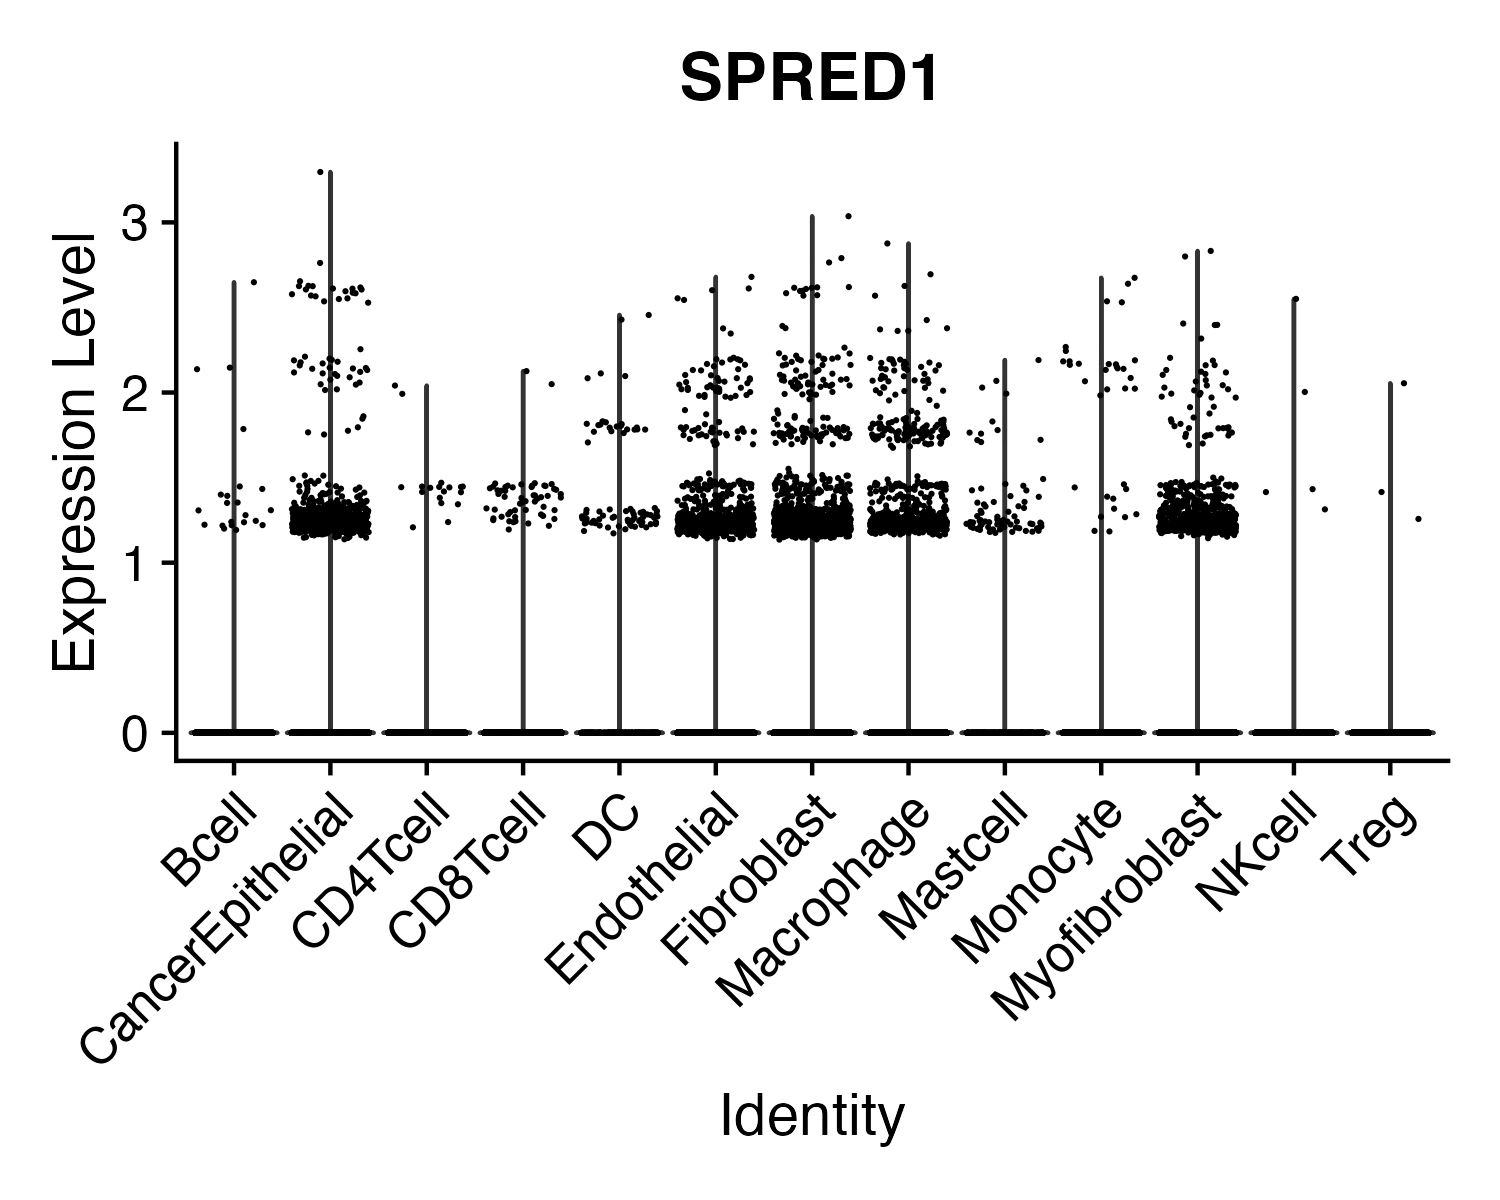 SPRED1
Expression Level
3
2
1
0
Bcell
CancerEpithelial
CD4Tcell
CD8Tcell
DC
Endothelial
Fibroblast
Macrophage
Mastcell
Monocyte
Myofibroblast
NKcell
Treg
Identity